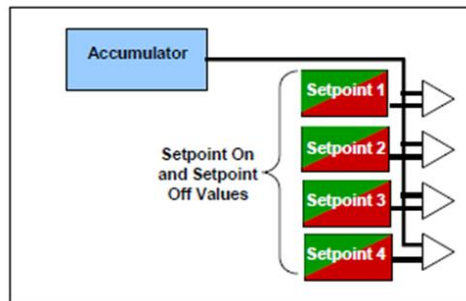 Accumulator
Setpoint 1
Setpoint 2
Setpoint On
and Setpoint
Off Values
Setpoint 3
Setpoint 4